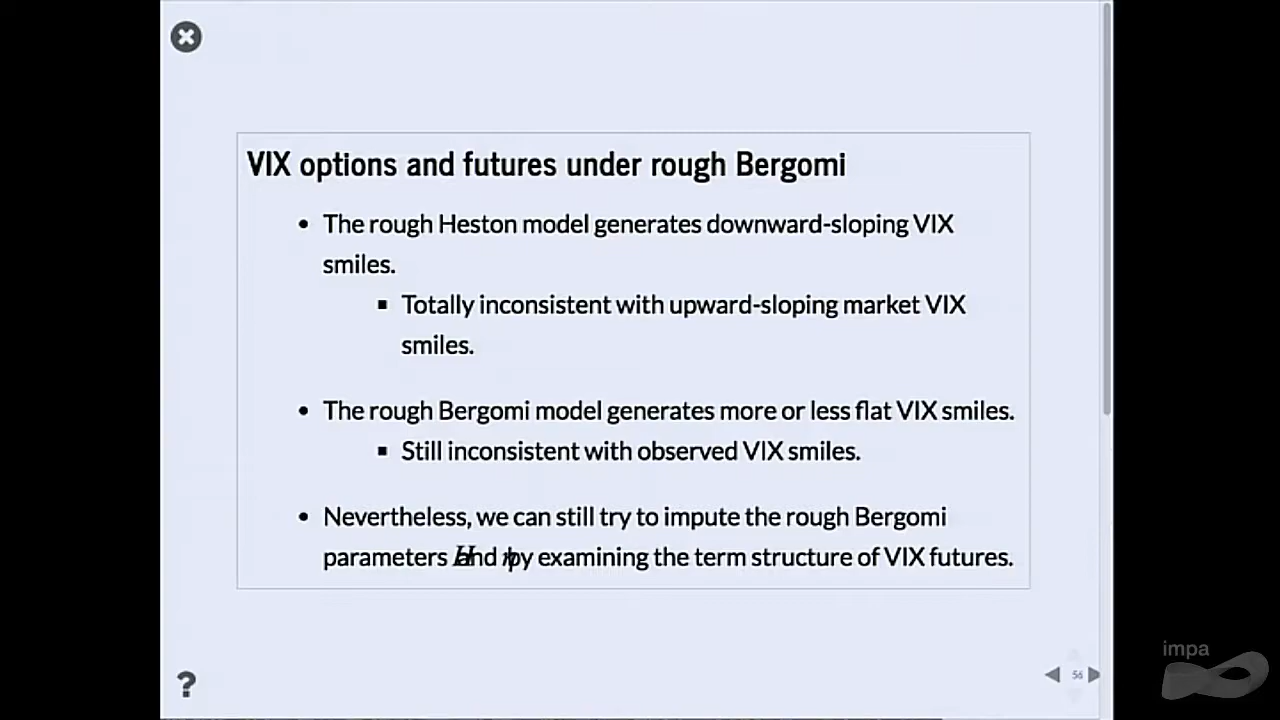 VIX options and futures under rough Bergomi
• The rough Heston model generates downward-sloping VIX
smiles.
▪ Totally inconsistent with upward-sloping market VIX
smiles.
• The rough Bergomi model generates more or less flat VIX smiles.
▪ Still inconsistent with observed VIX smiles.
• Nevertheless, we can still try to impute the rough Bergomi
parameters H and η by examining the term structure of VIX futures.
?
56
impa